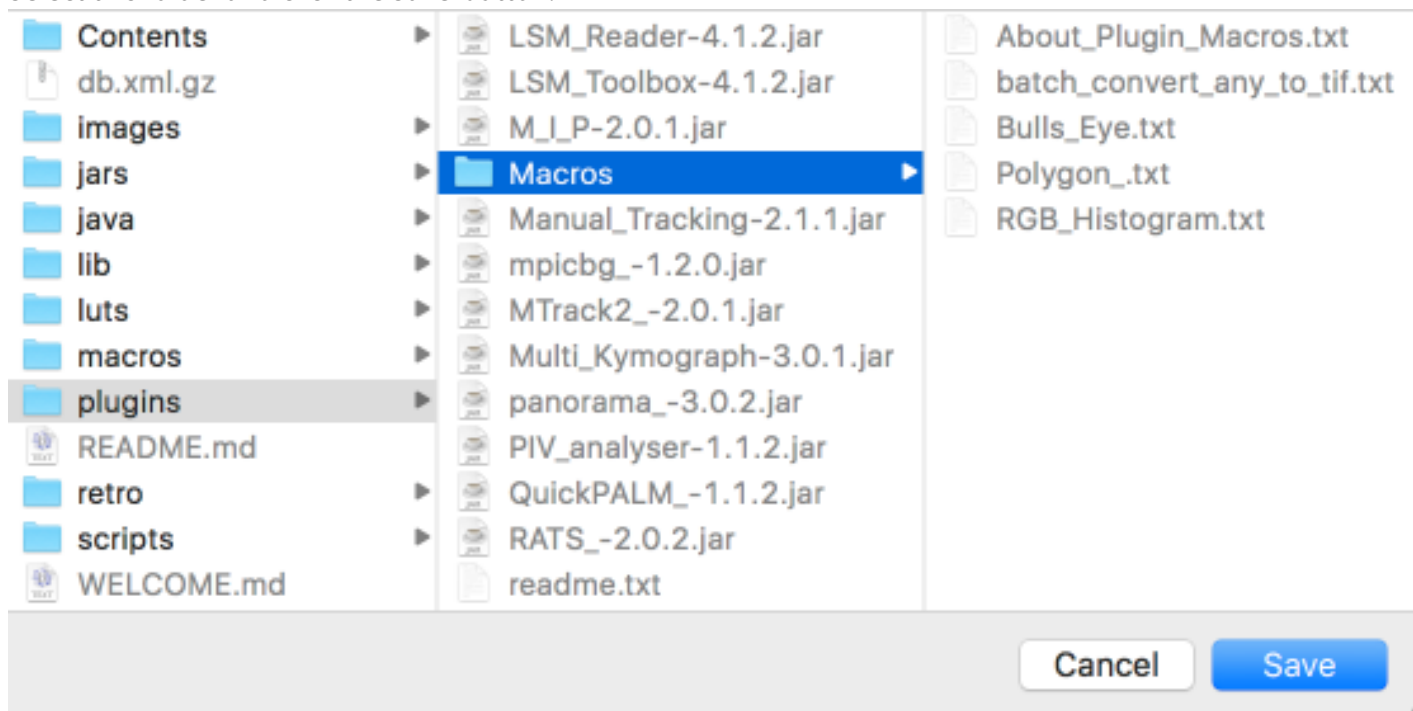 Contents
db.xml.gz
images
jars
java
lib
luts
macros
plugins
README.md
retro
scripts
WELCOME.md
LSM_Reader-4.1.2.jar
LSM_Toolbox-4.1.2.jar
M_I_P-2.0.1.jar
Macros
Manual_Tracking-2.1.1.jar
mpicbg_-1.2.0.jar
MTrack2_-2.0.1.jar
Multi_Kymograph-3.0.1.jar
panorama_-3.0.2.jar
PIV_analyser-1.1.2.jar
QuickPALM_-1.1.2.jar
RATS_-2.0.2.jar
readme.txt
About_Plugin_Macros.txt
batch_convert_any_to_tif.txt
Bulls_Eye.txt
Polygon_.txt
RGB_Histogram.txt
Cancel
Save